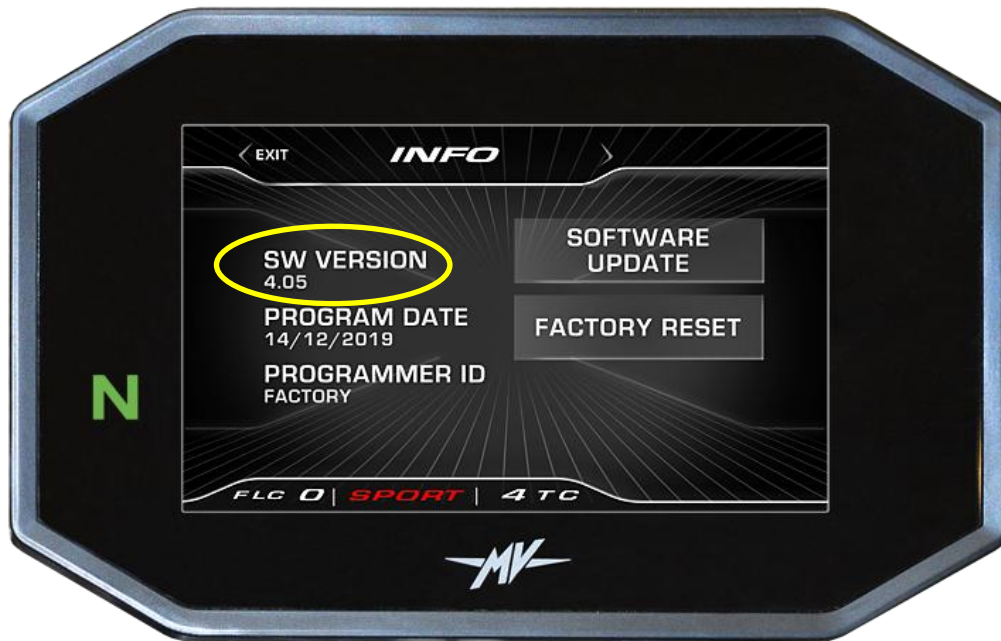 EXIT
INFO
SW VERSION
4.05
PROGRAM DATE
14/12/2019
PROGRAMMER ID
FACTORY
SOFTWARE
UPDATE
FACTORY RESET
N
FLC 0 | SPORT | 4 TC
MV